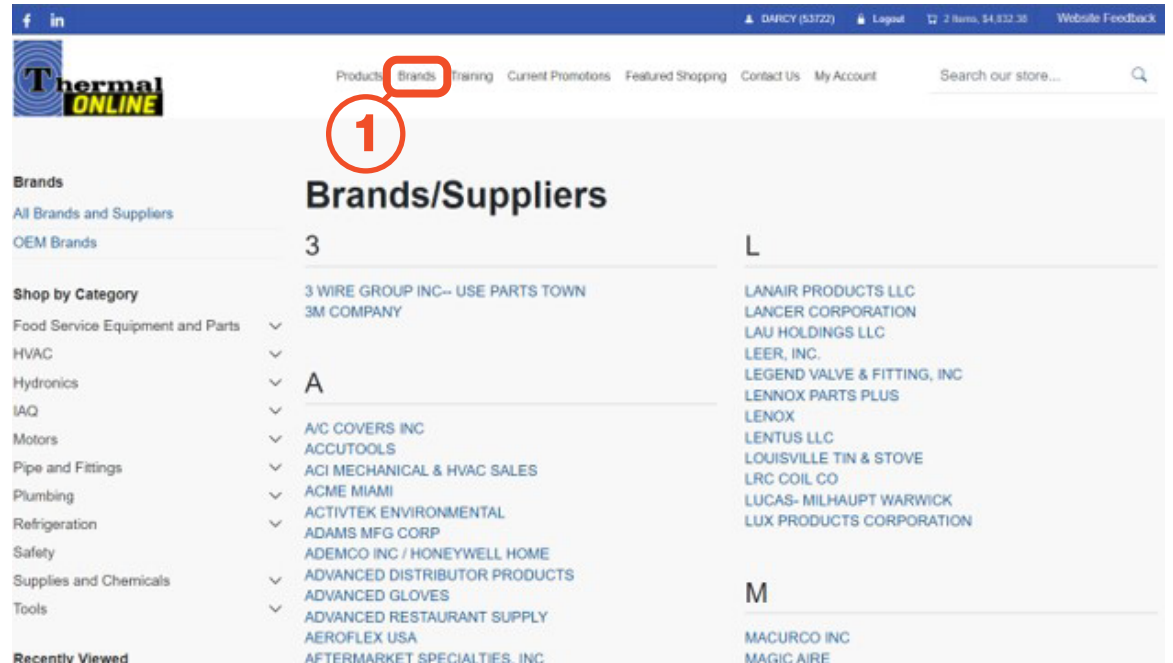 f in
DARCY (53722) Logout 2 Items, $4,832.38 Website Feedback
Thermal
ONLINE
Products Brands Training Current Promotions Featured Shopping Contact Us My Account Search our store...
1
Brands
All Brands and Suppliers
OEM Brands
Shop by Category
Food Service Equipment and Parts
HVAC
Hydronics
IAQ
Motors
Pipe and Fittings
Plumbing
Refrigeration
Safety
Supplies and Chemicals
Tools
Recently Viewed
Brands/Suppliers
3
3 WIRE GROUP INC-- USE PARTS TOWN
3M COMPANY
A
A/C COVERS INC
ACCUTOOLS
ACI MECHANICAL & HVAC SALES
ACME MIAMI
ACTIVTEK ENVIRONMENTAL
ADAMS MFG CORP
ADEMCO INC / HONEYWELL HOME
ADVANCED DISTRIBUTOR PRODUCTS
ADVANCED GLOVES
ADVANCED RESTAURANT SUPPLY
AEROFLEX USA
AFTERMARKET SPECIALTIES, INC
L
LANAIR PRODUCTS LLC
LANCER CORPORATION
LAU HOLDINGS LLC
LEER, INC.
LEGEND VALVE & FITTING, INC
LENNOX PARTS PLUS
LENOX
LENTUS LLC
LOUISVILLE TIN & STOVE
LRC COIL CO
LUCAS- MILHAUPT WARWICK
LUX PRODUCTS CORPORATION
M
MACURCO INC
MAGIC AIRE